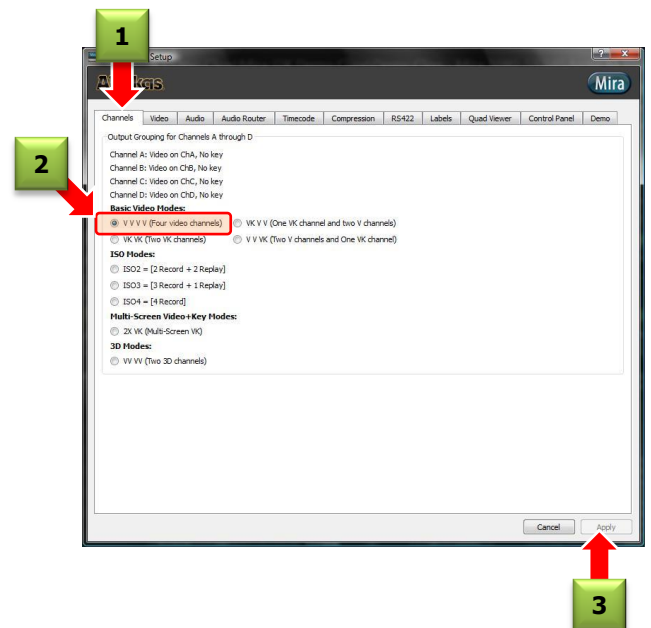 1
Setup
Mira
Channels Video Audio Audio Router Timecode Compression RS422 Labels Quad Viewer Control Panel Demo
Output Grouping for Channels A through D
2
Channel A: Video on ChA, No key
Channel B: Video on ChB, No key
Channel C: Video on ChC, No key
Channel D: Video on ChD, No key
Basic Video Modes:
V V V V (Four video channels) VK V V (One VK channel and two V channels)
VK VK (Two VK channels) V V VK (Two V channels and One VK channel)
ISO Modes:
ISO2 = [2 Record + 2 Replay]
ISO3 = [3 Record + 1 Replay]
ISO4 = [4 Record]
Multi-Screen Video+Key Modes:
2X VK (Multi-Screen VK)
3D Modes:
VV VV (Two 3D channels)
Cancel Apply
3